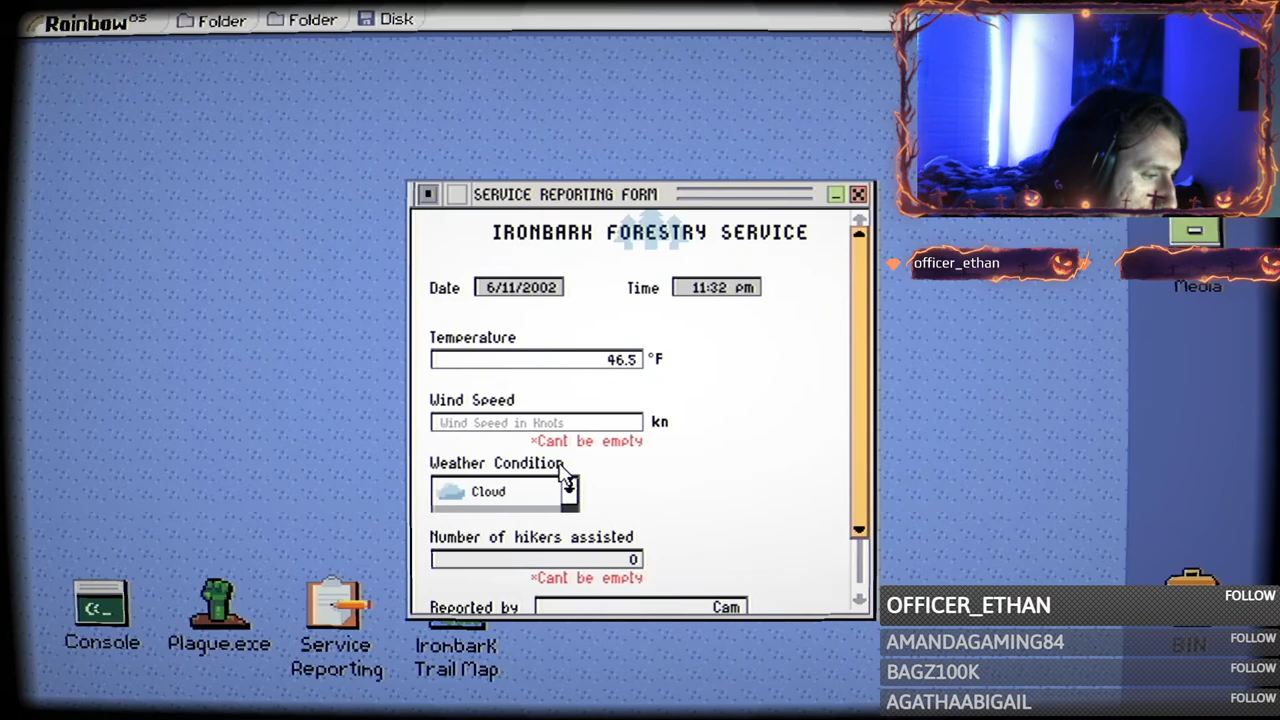 RainbowOS
Folder
Folder
Disk
SERVICE REPORTING FORM
IRONBARK FORESTRY SERVICE
Date 6/11/2002 Time 11:32 pm
Temperature
46.5 °F
Wind Speed
Wind Speed in Knots kn
*Cant be empty
Weather Condition
Cloud
Number of hikers assisted
0
*Cant be empty
Reported by Cam
officer_ethan
Media
Console
Plague.exe
Service
Reporting
Ironbark
Trail Map
BIN
OFFICER_ETHAN FOLLOW
AMANDAGAMING84 FOLLOW
BAGZ100K FOLLOW
AGATHAABIGAIL FOLLOW